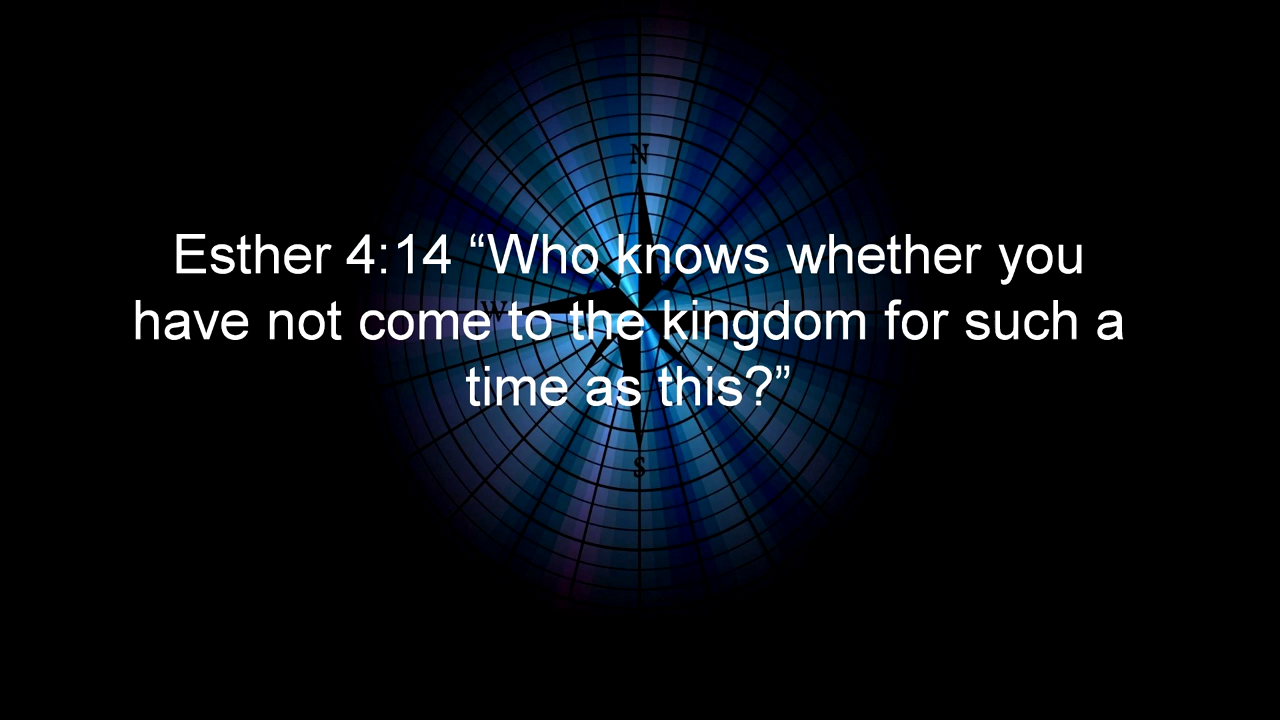 N
Esther 4:14 “Who knows whether you
W
have not come to the kingdom for such a
time as this?”
S